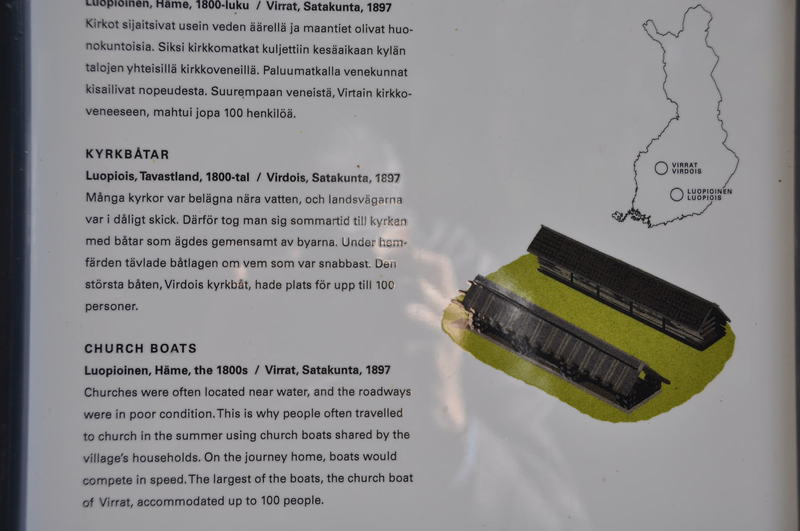 Luopioinen, Häme, 1800-luku / Virrat, Satakunta, 1897
Kirkot sijaitsivat usein veden äärellä ja maantiet olivat huo-
nokuntoisia. Siksi kirkkomatkat kuljettiin kesäaikaan kylän
talojen yhteisillä kirkkoveneillä. Paluumatkalla venekunnat
kisailivat nopeudesta. Suurempaan veneistä, Virtain kirkko-
veneeseen, mahtui jopa 100 henkilöä.
KYRKBÅTAR
Luopiois, Tavastland, 1800-tal / Virdois, Satakunta, 1897
Många kyrkor var belägna nära vatten, och landsvägarna
var i dåligt skick. Därför tog man sig sommartid till kyrkan
med båtar som ägdes gemensamt av byarna. Under hem-
färden tävlade båtlagen om vem som var snabbast. Den
största båten, Virdois kyrkbåt, hade plats för upp till 100
personer.
CHURCH BOATS
Luopioinen, Häme, the 1800s / Virrat, Satakunta, 1897
Churches were often located near water, and the roadways
were in poor condition. This is why people often travelled
to church in the summer using church boats shared by the
village's households. On the journey home, boats would
compete in speed. The largest of the boats, the church boat
of Virrat, accommodated up to 100 people.
VIRRAT
VIRDOIS
LUOPIOINEN
LUOPIOIS